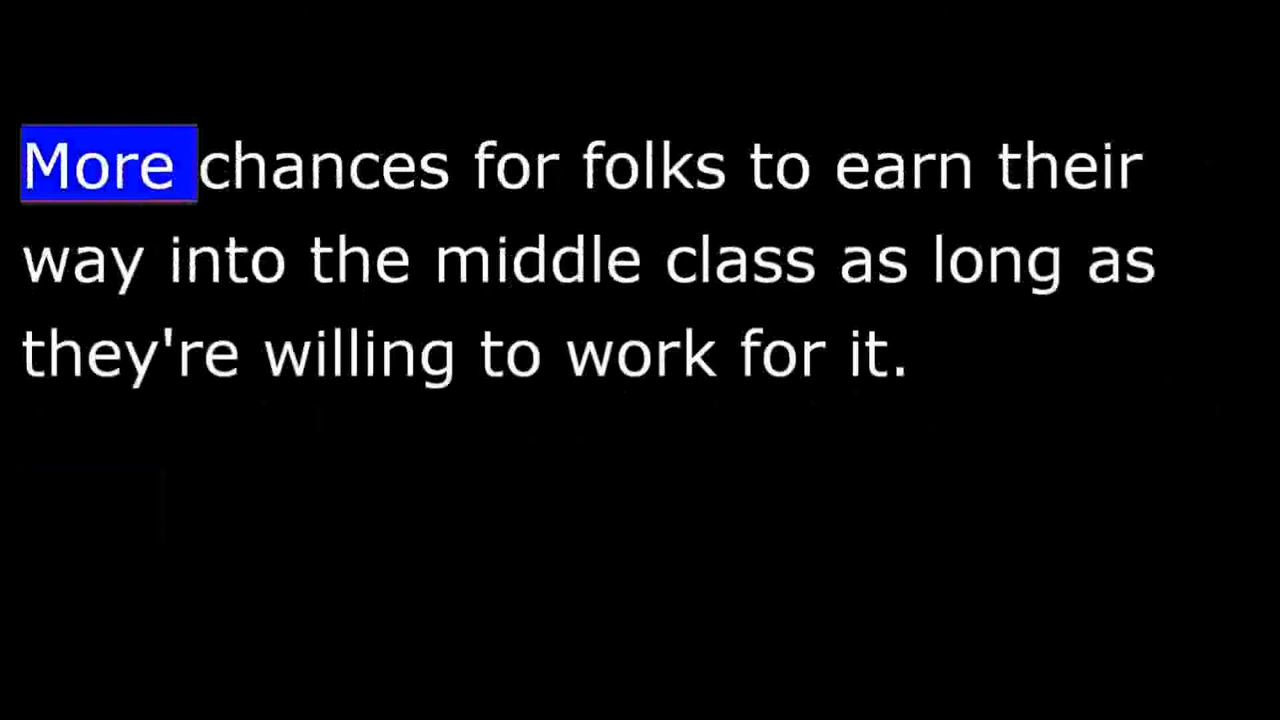 More chances for folks to earn their
way into the middle class as long as
they're willing to work for it.